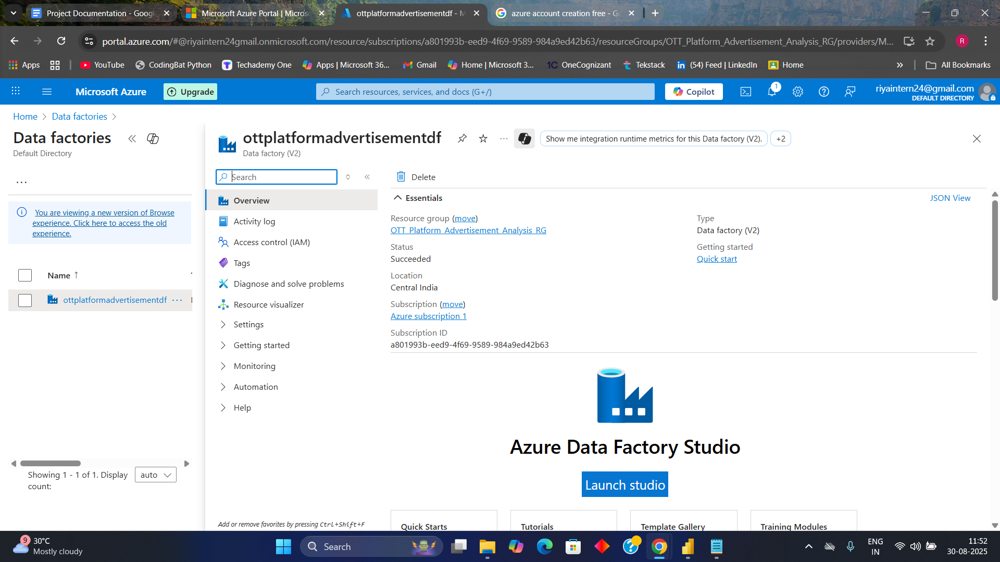 Project Documentation - Goog
Microsoft Azure Portal | Micros
ottplatformadvertisementdf - M
azure account creation free - G
portal.azure.com/#@riyaintern24gmail.onmicrosoft.com/resource/subscriptions/a801993b-eed9-4f69-9589-984a9ed42b63/resourceGroups/OTT_Platform_Advertisement_Analysis_RG/providers/M...
R
Apps
YouTube
CodingBat Python
Techademy One
Apps | Microsoft 36...
Gmail
Home | Microsoft 3...
1C OneCognizant
Tekstack
(54) Feed | LinkedIn
Home
All Bookmarks
Microsoft Azure
Upgrade
Search resources, services, and docs (G+/)
Copilot
1
riyaintern24@gmail.com
DEFAULT DIRECTORY
Home > Data factories >
Data factories
Default Directory
...
You are viewing a new version of Browse
experience. Click here to access the old
experience.
Name ↑
ottplatformadvertisementdf ...
Showing 1 - 1 of 1. Display
count:
auto
ottplatformadvertisementdf
Data factory (V2)
...
Show me integration runtime metrics for this Data factory (V2).
+2
Search
Overview
Activity log
Access control (IAM)
Tags
Diagnose and solve problems
Resource visualizer
Settings
Getting started
Monitoring
Automation
Help
Add or remove favorites by pressing Ctrl+Shift+F
Delete
Essentials
JSON View
Resource group (move)
OTT_Platform_Advertisement_Analysis_RG
Status
Succeeded
Location
Central India
Subscription (move)
Azure subscription 1
Subscription ID
a801993b-eed9-4f69-9589-984a9ed42b63
Type
Data factory (V2)
Getting started
Quick start
Azure Data Factory Studio
Launch studio
Quick Starts
Tutorials
Template Gallery
Training Modules
9
30°C
Mostly cloudy
Search
ENG
IN
11:52
30-08-2025